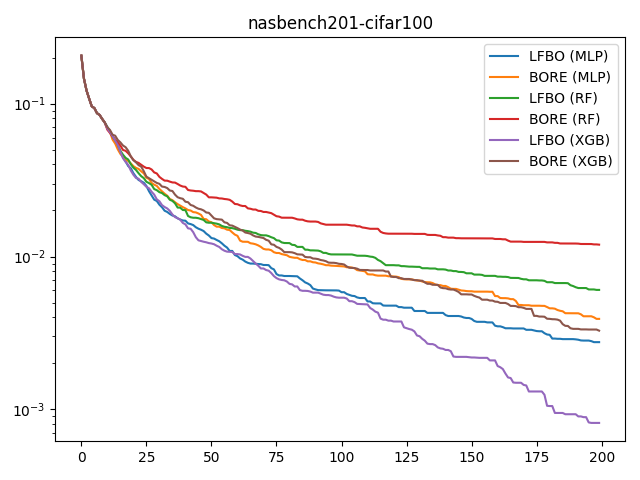 nasbench201-cifar100
LFBO (MLP)
BORE (MLP)
LFBO (RF)
BORE (RF)
LFBO (XGB)
BORE (XGB)
10⁻¹
10⁻²
10⁻³
0 25 50 75 100 125 150 175 200